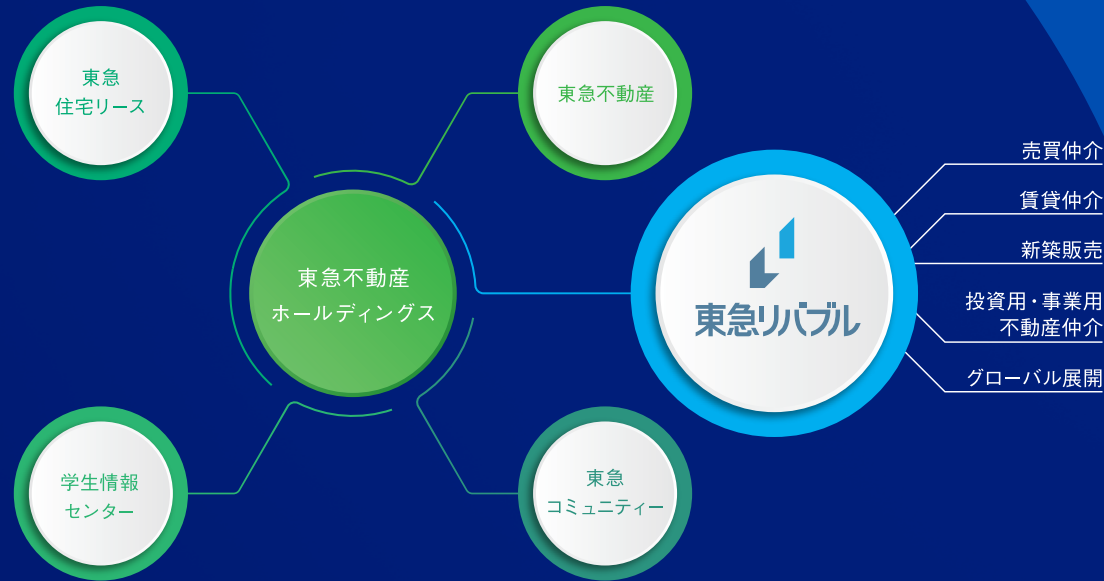 東急
住宅リース
東急不動産
東急不動産
ホールディングス
東急リバブル
売買仲介
賃貸仲介
新築販売
投資用・事業用
不動産仲介
グローバル展開
学生情報
センター
東急
コミュニティー